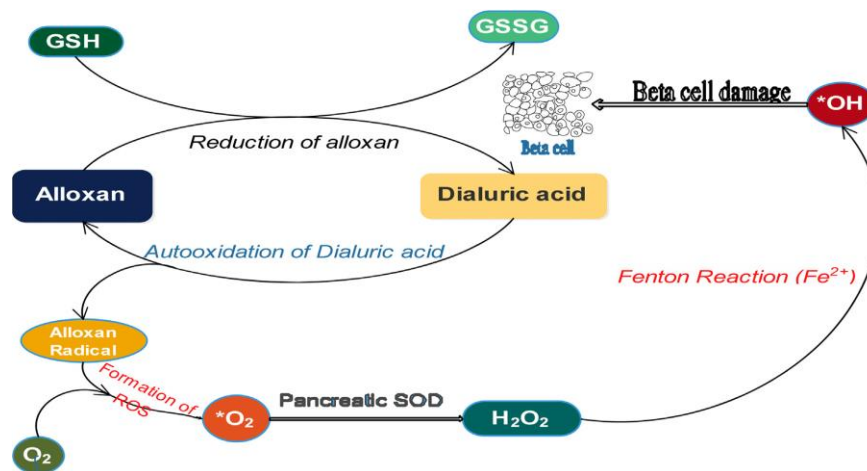 GSH
GSSG
Beta cell damage
*OH
Reduction of alloxan
Beta cell
Alloxan
Dialuric acid
Autooxidation of Dialuric acid
Fenton Reaction (Fe²⁺)
Alloxan
Radical
Formation of
ROS
*O₂
Pancreatic SOD
H₂O₂
O₂